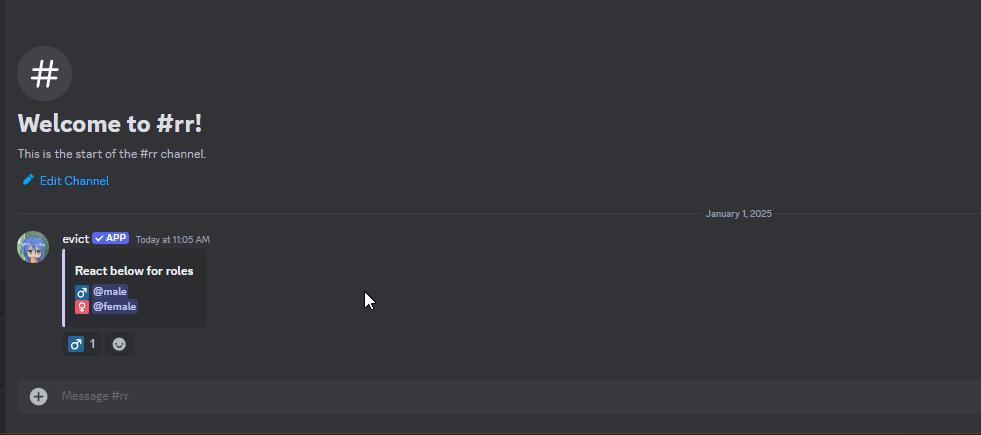 Welcome to #rr!
This is the start of the #rr channel.
Edit Channel
January 1, 2025
evict ✓ APP Today at 11:05 AM
React below for roles
♂ @male
♀ @female
♂ 1
Message #rr